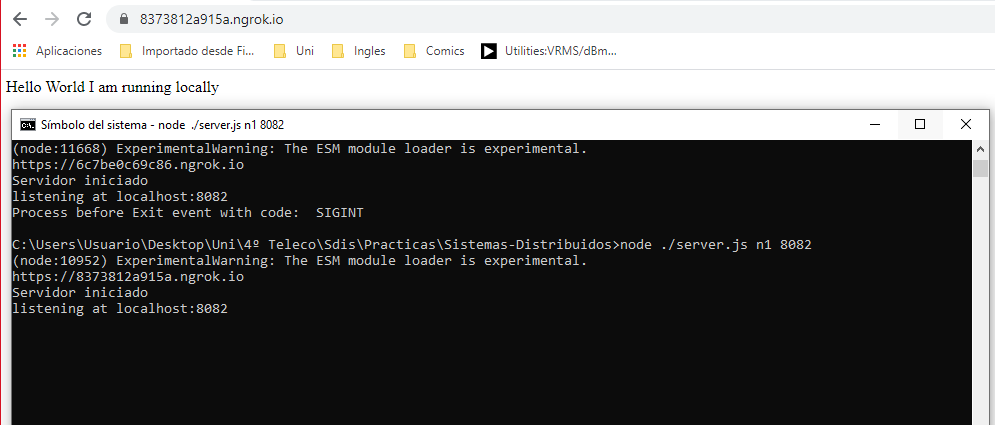 8373812a915a.ngrok.io
Aplicaciones Importado desde Fi... Uni Ingles Comics Utilities:VRMS/dBm...
Hello World I am running locally
Símbolo del sistema - node ./server.js n1 8082
(node:11668) ExperimentalWarning: The ESM module loader is experimental.
https://6c7be0c69c86.ngrok.io
Servidor iniciado
listening at localhost:8082
Process before Exit event with code:  SIGINT
C:\Users\Usuario\Desktop\Uni\4º Teleco\Sdis\Practicas\Sistemas-Distribuidos>node ./server.js n1 8082
(node:10952) ExperimentalWarning: The ESM module loader is experimental.
https://8373812a915a.ngrok.io
Servidor iniciado
listening at localhost:8082